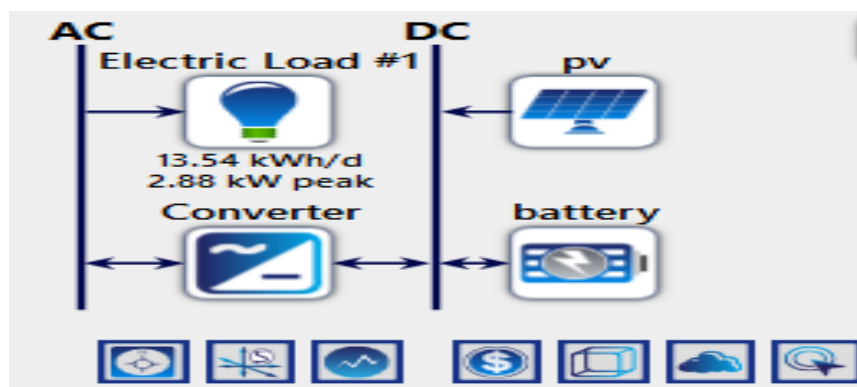 AC
DC
Electric Load #1
pv
13.54 kWh/d
2.88 kW peak
Converter
battery